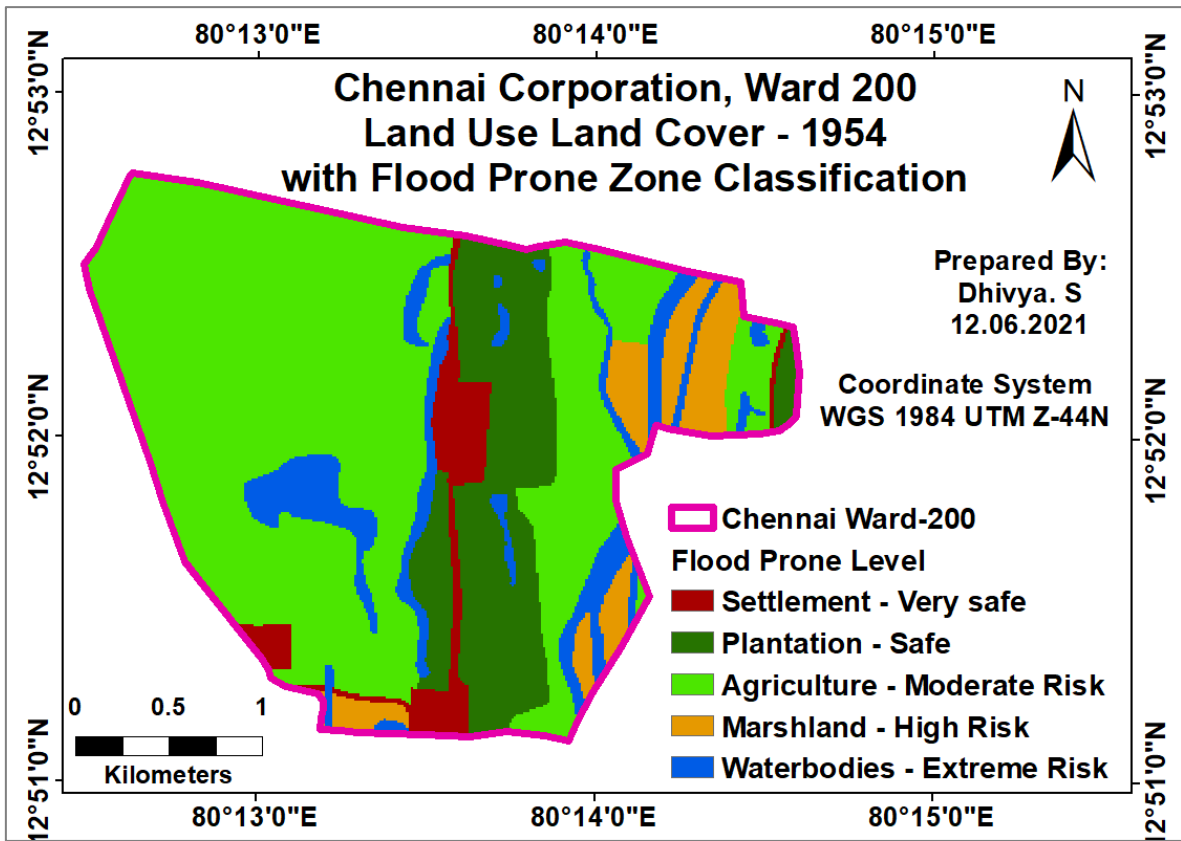 80°13'0"E 80°14'0"E 80°15'0"E
12°53'0"N
12°53'0"N
Chennai Corporation, Ward 200
Land Use Land Cover - 1954
with Flood Prone Zone Classification
N
Prepared By:
Dhivya. S
12.06.2021
Coordinate System
WGS 1984 UTM Z-44N
12°52'0"N
12°52'0"N
Chennai Ward-200
Flood Prone Level
Settlement - Very safe
Plantation - Safe
Agriculture - Moderate Risk
Marshland - High Risk
Waterbodies - Extreme Risk
0 0.5 1
Kilometers
12°51'0"N
12°51'0"N
80°13'0"E 80°14'0"E 80°15'0"E